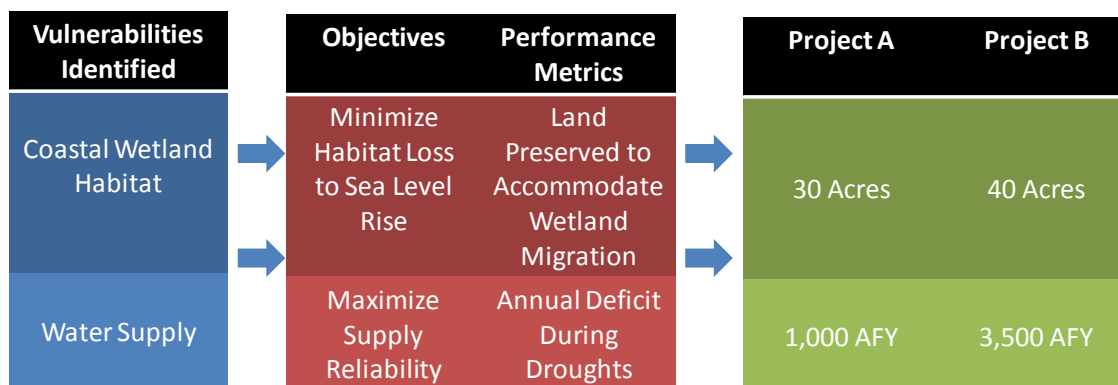 Vulnerabilities
Identified
Objectives
Performance
Metrics
Project A
Project B
Coastal Wetland
Habitat
Minimize
Habitat Loss
to Sea Level
Rise
Land
Preserved to
Accommodate
Wetland
Migration
30 Acres
40 Acres
Water Supply
Maximize
Supply
Reliability
Annual Deficit
During
Droughts
1,000 AFY
3,500 AFY